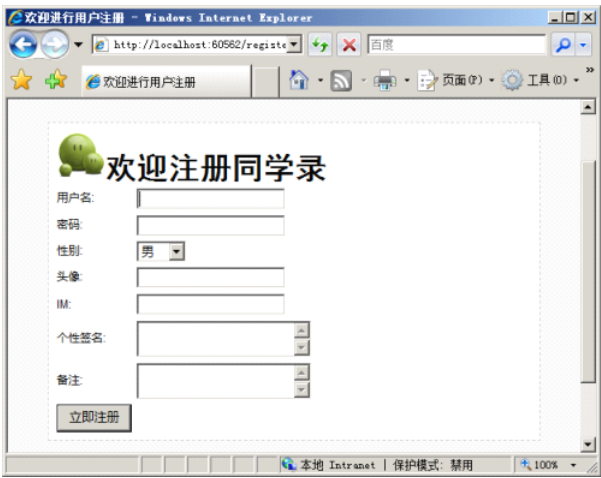 欢迎进行用户注册 - Windows Internet Explorer
http://localhost:60562/registe
百度
欢迎进行用户注册
页面(P)
工具(O)
»
欢迎注册同学录
用户名:
密码:
性别:
男
头像:
IM:
个性签名:
备注:
立即注册
本地 Intranet | 保护模式: 禁用
100%